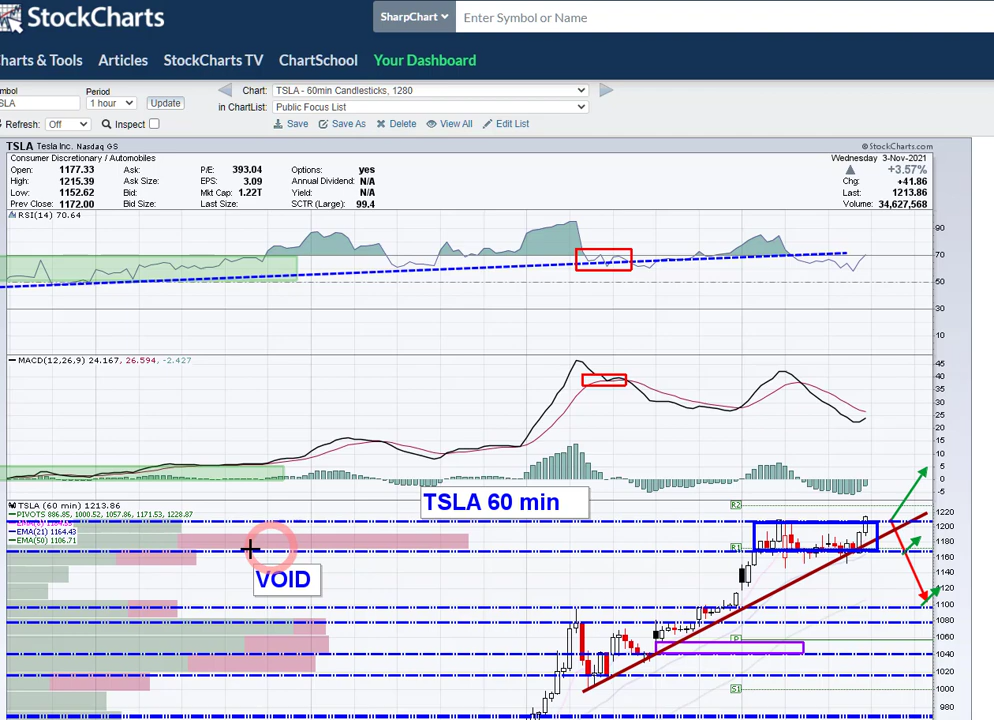 StockCharts
SharpChart
Enter Symbol or Name
Charts & Tools Articles StockCharts TV ChartSchool Your Dashboard
Period
Chart: TSLA - 60min Candlesticks, 1280
SLA 1 hour Update
in ChartList: Public Focus List
Refresh: Off Inspect Save Save As Delete View All Edit List
TSLA Tesla Inc. Nasdaq GS © StockCharts.com
Consumer Discretionary / Automobiles Wednesday 3-Nov-2021
Open: 1177.33 Ask: P/E: 393.04 Options: yes +3.57%
High: 1215.39 Ask Size: EPS: 3.09 Annual Dividend: N/A Chg: +41.86
Low: 1152.62 Bid: Mkt Cap: 1.22T Yield: N/A Last: 1213.86
Prev Close: 1172.00 Bid Size: Last Size: SCTR (Large): 99.4 Volume: 34,627,568
RSI(14) 70.64
90
70
50
30
10
MACD(12,26,9) 24.167, 26.594, -2.427
45
40
35
30
25
20
15
10
5
0
-5
TSLA 60 min
TSLA (60 min) 1213.86
PIVOTS 886.85, 1000.52, 1057.86, 1171.53, 1228.87
EMA(21) 1164.43
EMA(50) 1106.71
VOID
R2
R1
P
S1
1220
1200
1180
1160
1140
1120
1100
1080
1060
1040
1020
1000
980